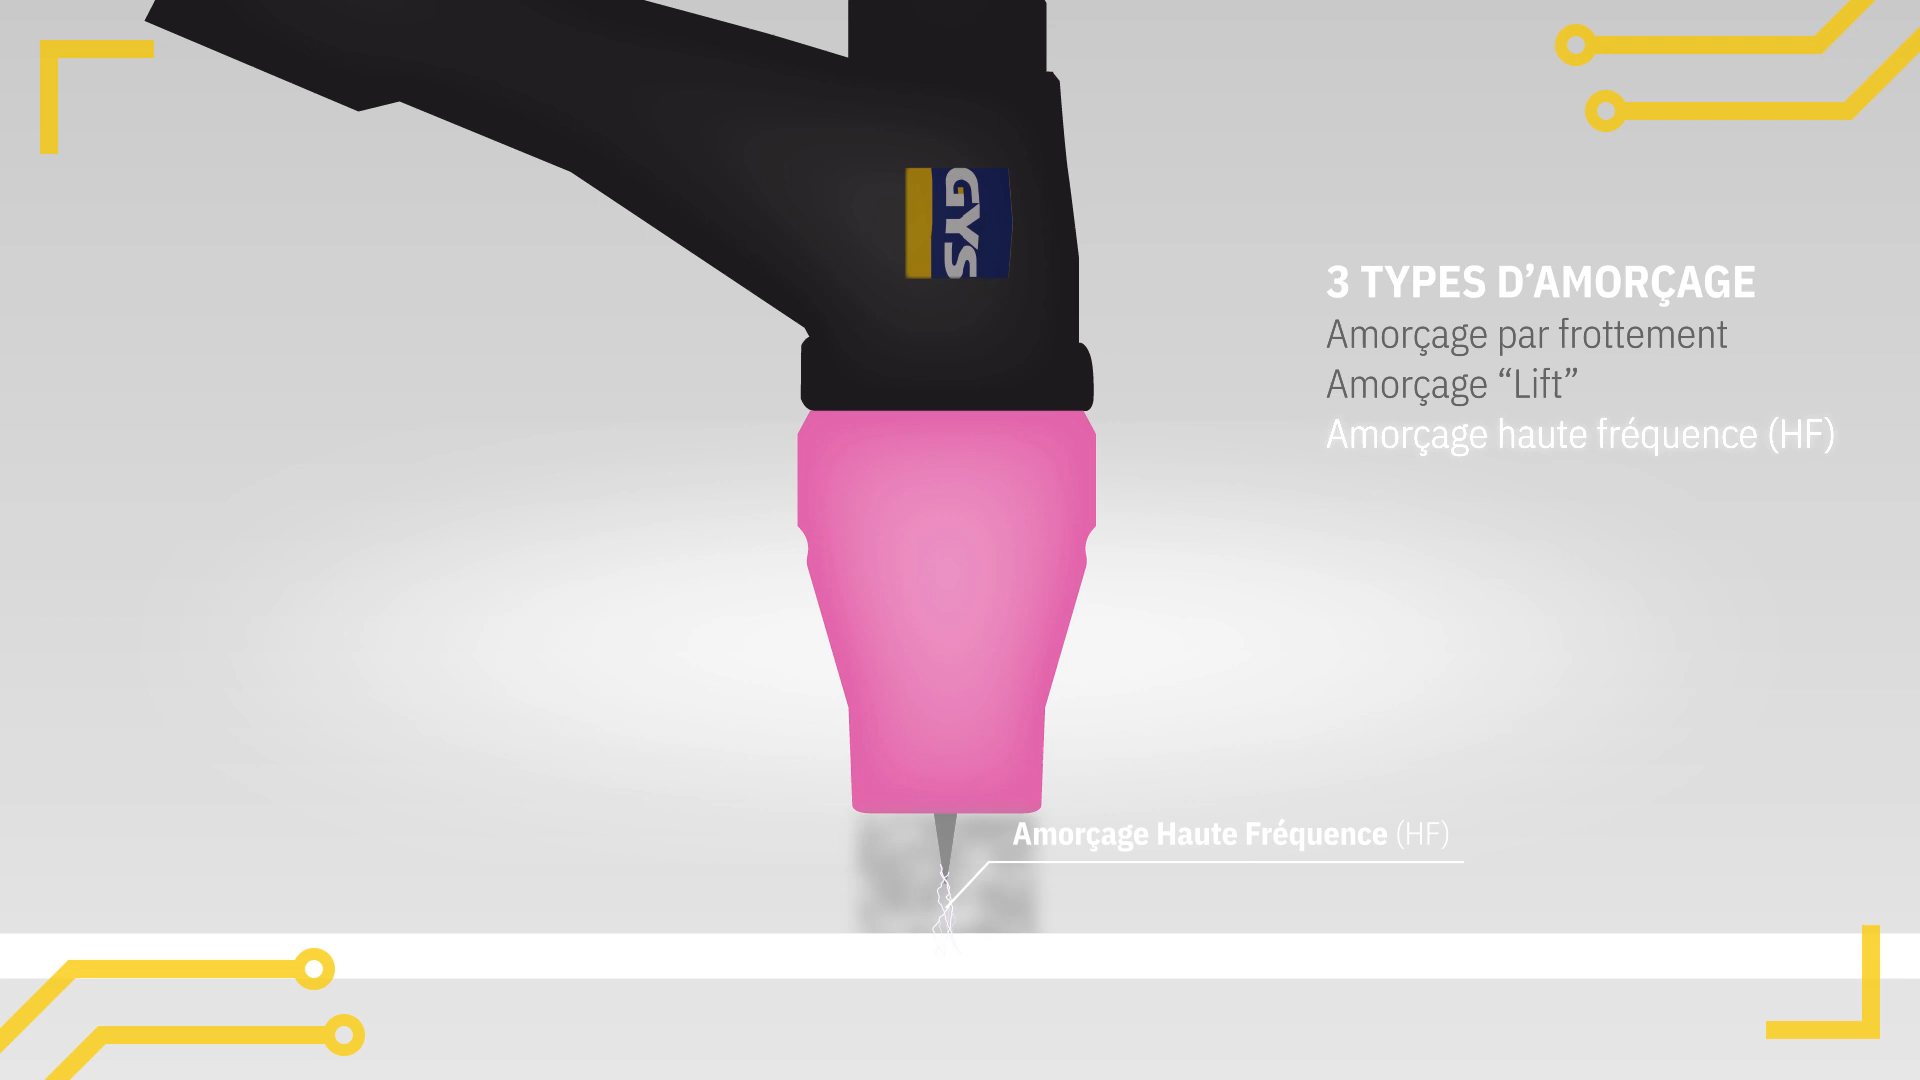 GYS
3 TYPES D’AMORÇAGE
Amorçage par frottement
Amorçage “Lift”
Amorçage haute fréquence (HF)
Amorçage Haute Fréquence (HF)